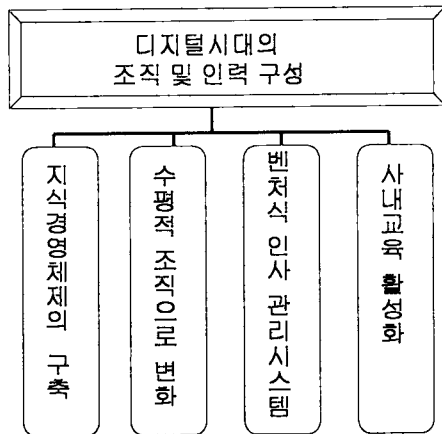 디지털시대의
조직 및 인력 구성
지식경영체제의 구축
수평적 조직으로 변화
벤처식 인사 관리시스템
사내교육 활성화